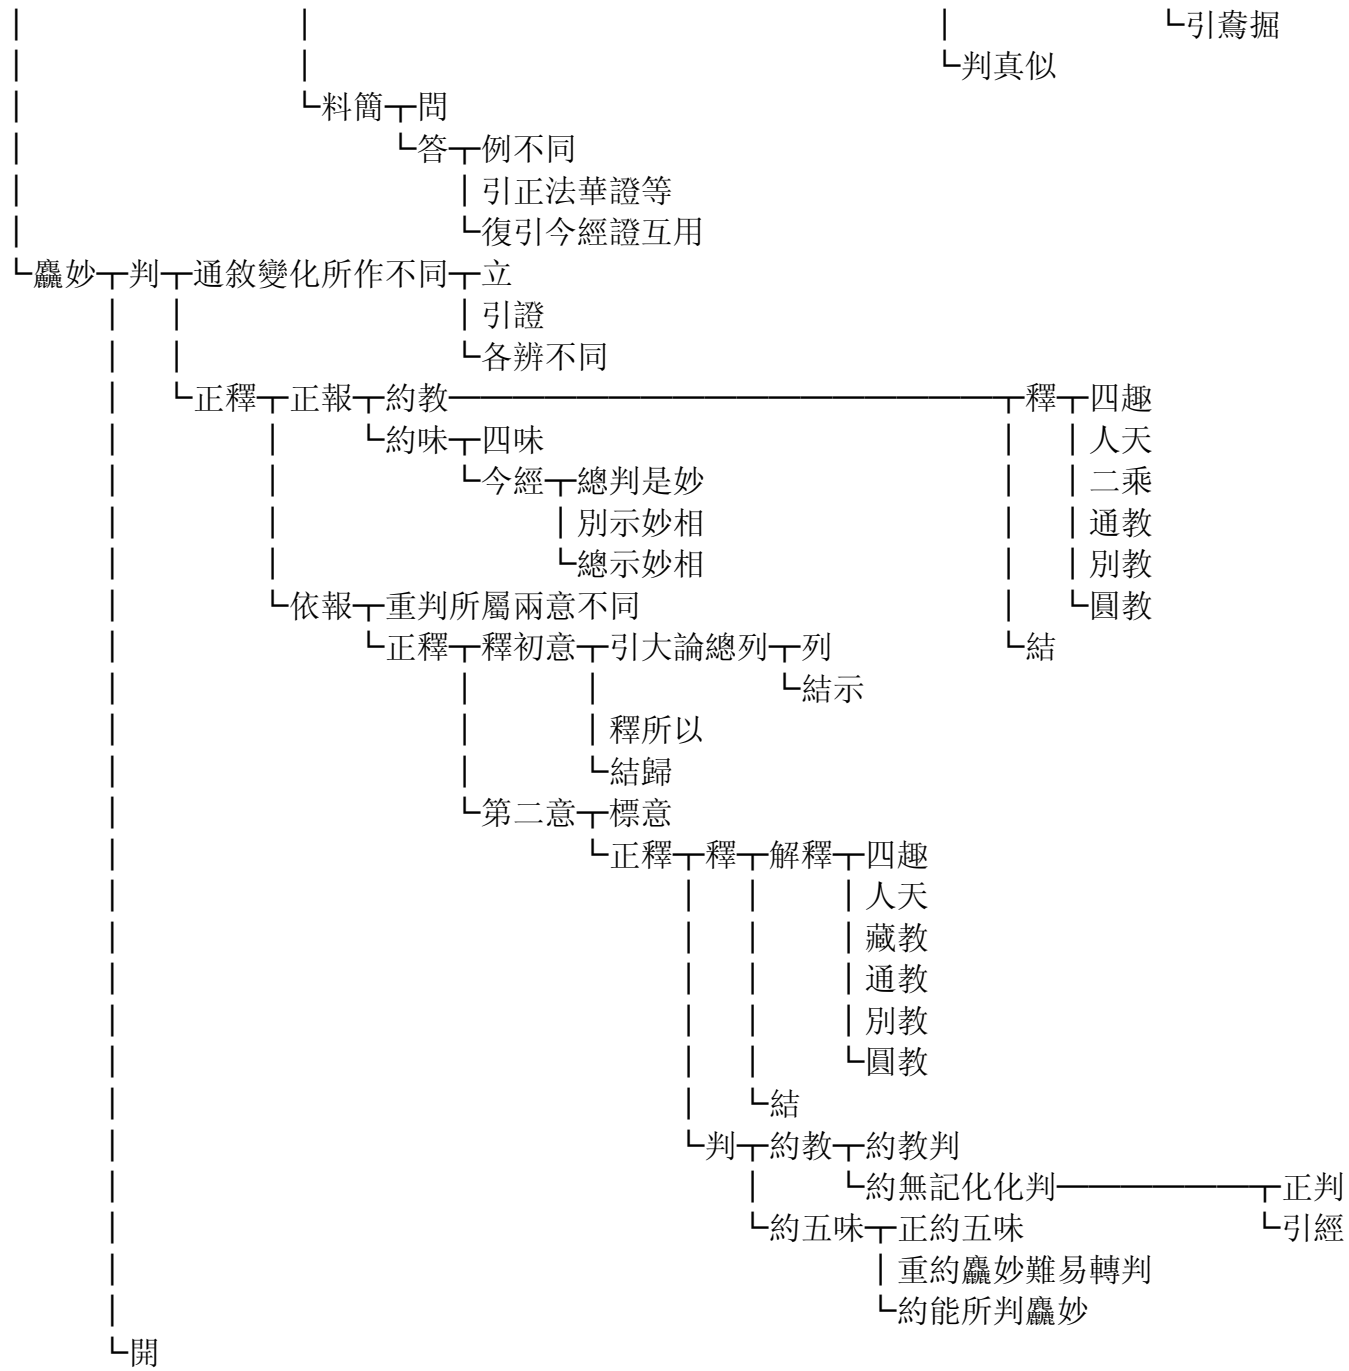 │　　　　　　　　│　　　　　　　　　　　　　　　　　　　│　　　　　　└引鴦掘
│　　　　　　　　│　　　　　　　　　　　　　　　　　　　└判真似
│　　　　　　　　└料簡┬問
│　　　　　　　　　　　└答┬例不同
│　　　　　　　　　　　　　│引正法華證等
│　　　　　　　　　　　　　└復引今經證互用
└麤妙┬判┬通敘變化所作不同┬立
　　　│　│　　　　　　　　　│引證
　　　│　│　　　　　　　　　└各辨不同
　　　│　└正釋┬正報┬約教─────────────────┬釋┬四趣
　　　│　　　　│　　└約味┬四味　　　　　　　　　　　　　　│　│人天
　　　│　　　　│　　　　　└今經┬總判是妙　　　　　　　　　│　│二乘
　　　│　　　　│　　　　　　　　│別示妙相　　　　　　　　　│　│通教
　　　│　　　　│　　　　　　　　└總示妙相　　　　　　　　　│　│別教
　　　│　　　　└依報┬重判所屬兩意不同　　　　　　　　　　　│　└圓教
　　　│　　　　　　　└正釋┬釋初意┬引大論總列┬列　　　　　└結
　　　│　　　　　　　　　　│　　　│　　　　　└結示
　　　│　　　　　　　　　　│　　　│釋所以
　　　│　　　　　　　　　　│　　　└結歸
　　　│　　　　　　　　　　└第二意┬標意
　　　│　　　　　　　　　　　　　　└正釋┬釋┬解釋┬四趣
　　　│　　　　　　　　　　　　　　　　　│　│　　│人天
　　　│　　　　　　　　　　　　　　　　　│　│　　│藏教
　　　│　　　　　　　　　　　　　　　　　│　│　　│通教
　　　│　　　　　　　　　　　　　　　　　│　│　　│別教
　　　│　　　　　　　　　　　　　　　　　│　│　　└圓教
　　　│　　　　　　　　　　　　　　　　　│　└結
　　　│　　　　　　　　　　　　　　　　　└判┬約教┬約教判
　　　│　　　　　　　　　　　　　　　　　　　│　　└約無記化化判──────┬正判
　　　│　　　　　　　　　　　　　　　　　　　└約五味┬正約五味　　　　　　　└引經
　　　│　　　　　　　　　　　　　　　　　　　　　　　│重約麤妙難易轉判
　　　│　　　　　　　　　　　　　　　　　　　　　　　└約能所判麤妙
　　　└開